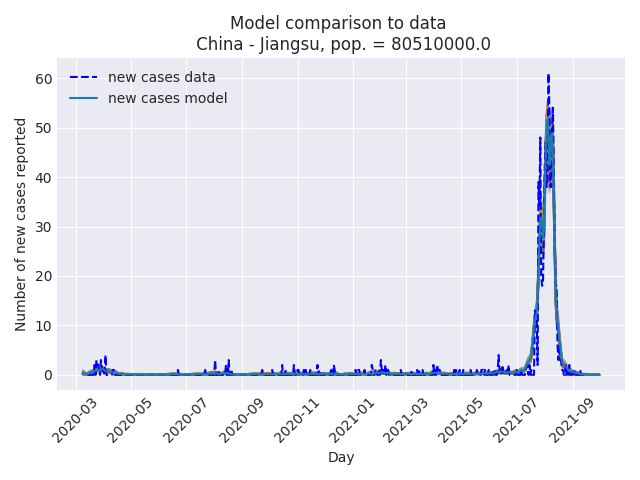 Model comparison to data
China - Jiangsu, pop. = 80510000.0
new cases data
new cases model
Number of new cases reported
60
50
40
30
20
10
0
2020-03
2020-05
2020-07
2020-09
2020-11
2021-01
2021-03
2021-05
2021-07
2021-09
Day